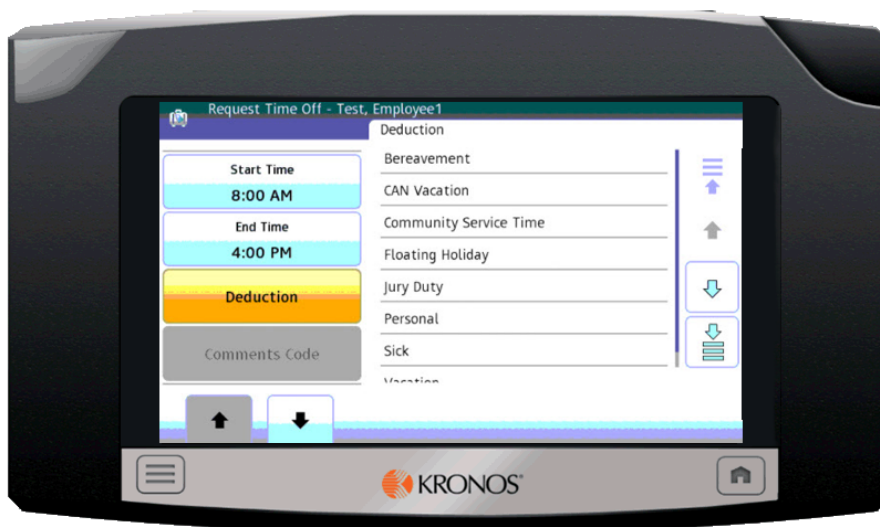 Request Time Off - Test, Employee1
Deduction
Start Time
8:00 AM
End Time
4:00 PM
Deduction
Comments Code
Bereavement
CAN Vacation
Community Service Time
Floating Holiday
Jury Duty
Personal
Sick
Vacation
KRONOS